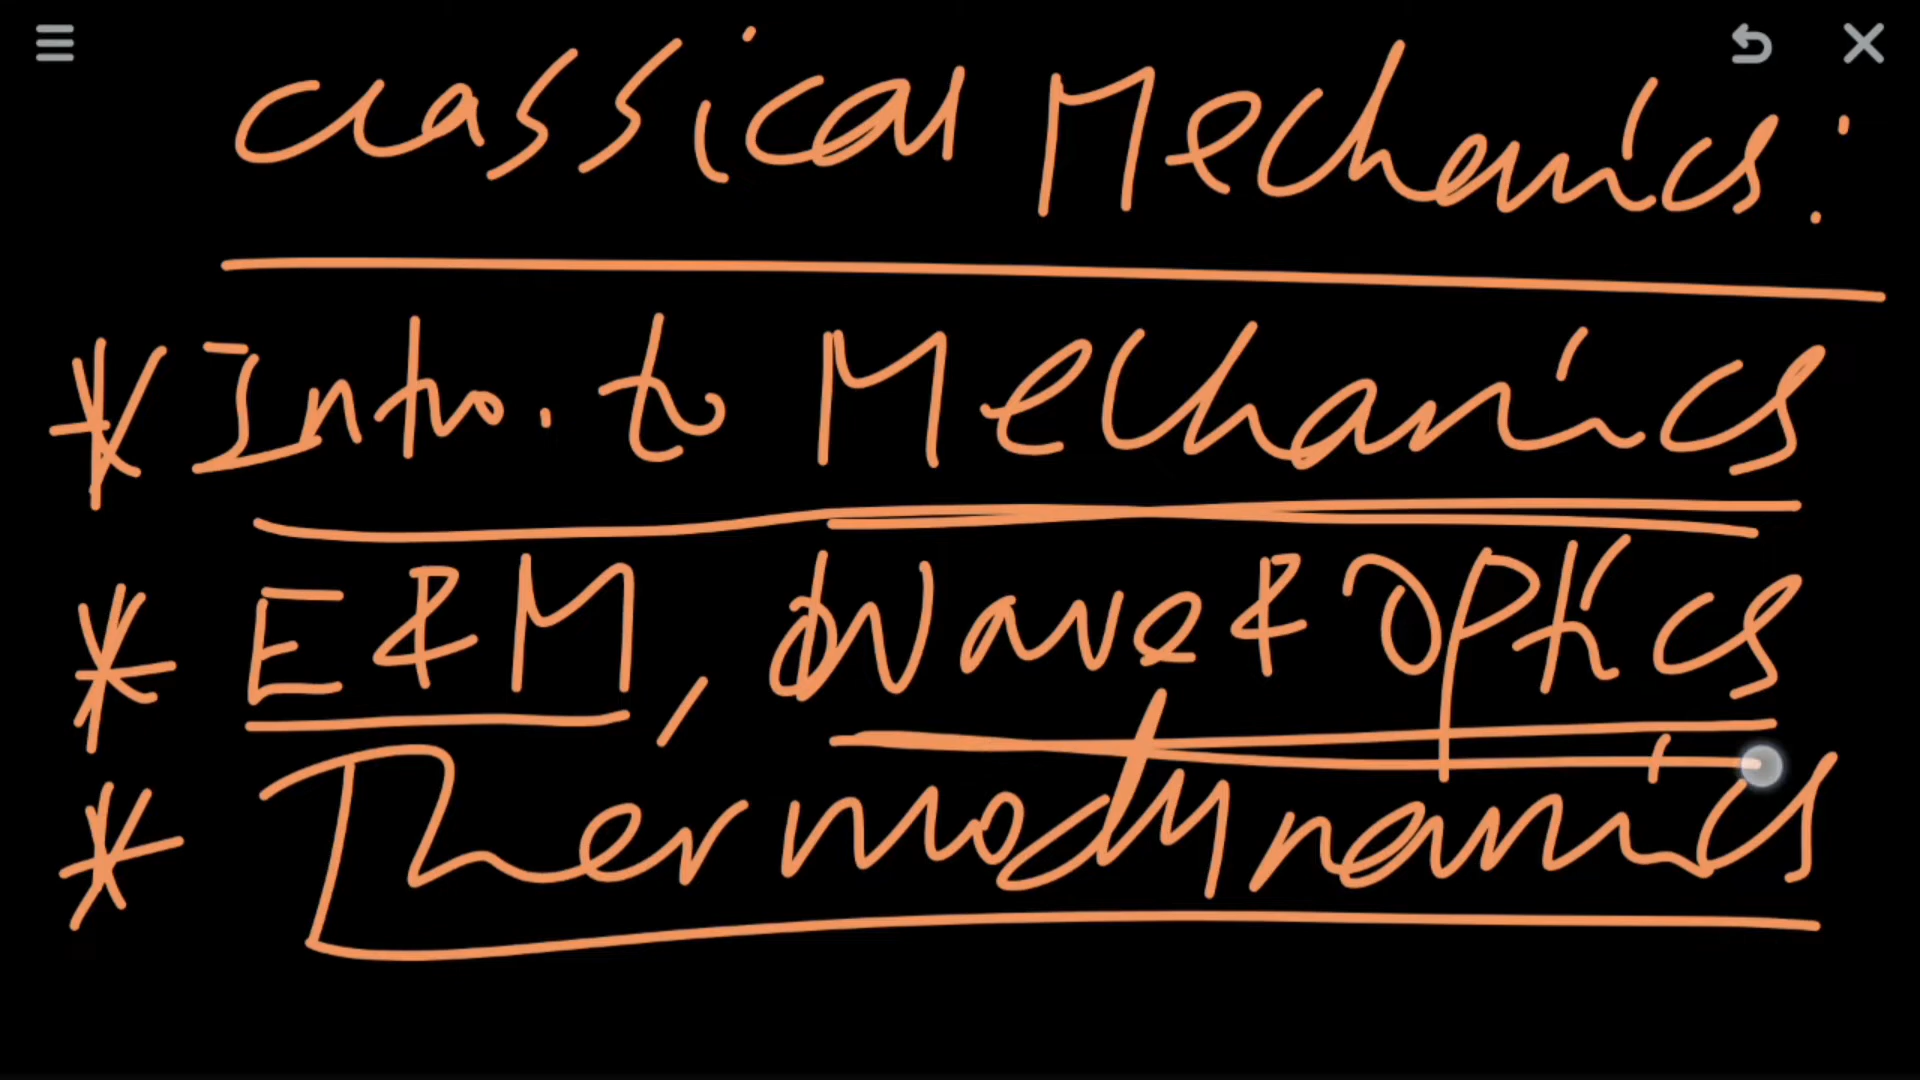 Classical Mechanics:
* Intro. to Mechanics
* E & M, Wave & Optics
* Thermodynamics